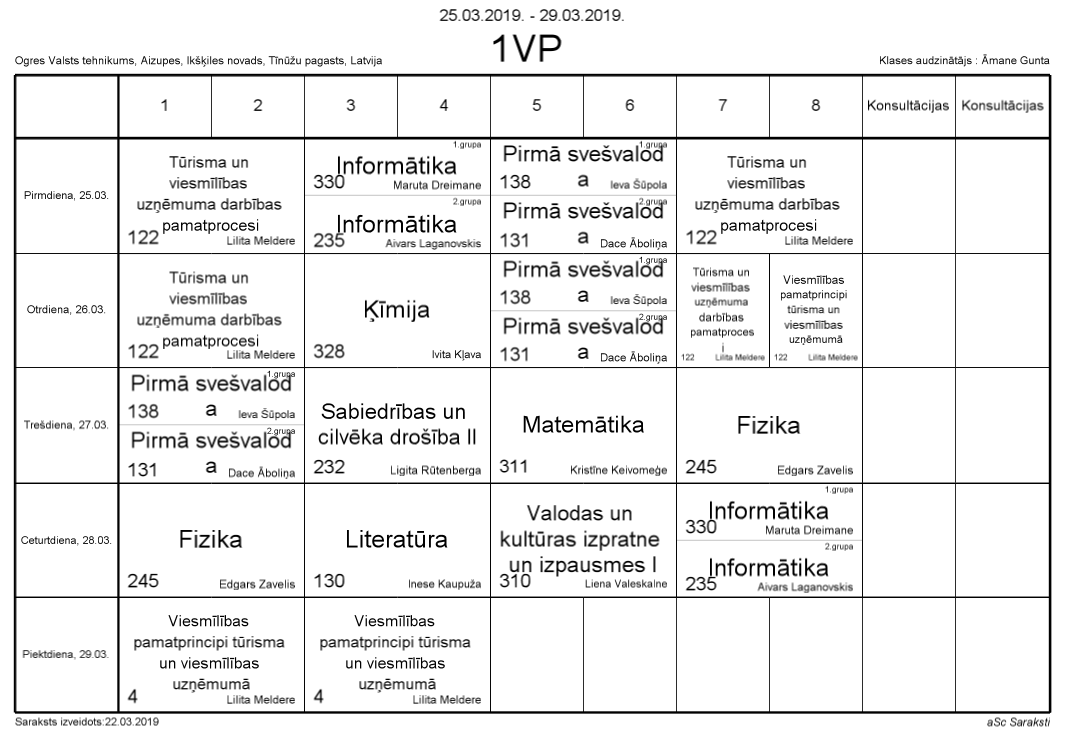 25.03.2019. - 29.03.2019.
1VP
Ogres Valsts tehnikums, Aizupes, Ikšķiles novads, Tīnūžu pagasts, Latvija
Klases audzinātājs : Āmane Gunta
1 2 3 4 5 6 7 8 Konsultācijas Konsultācijas
Pirmdiena, 25.03.
Tūrisma un
viesmīlības
uzņēmuma darbības
pamatprocesi
122 Lilita Meldere
1.grupa
Informātika
330 Maruta Dreimane
2.grupa
Informātika
235 Aivars Laganovskis
1.grupa
Pirmā svešvalod
a
138 Ieva Šūpola
2.grupa
Pirmā svešvalod
a
131 Dace Āboliņa
Tūrisma un
viesmīlības
uzņēmuma darbības
pamatprocesi
122 Lilita Meldere
Otrdiena, 26.03.
Tūrisma un
viesmīlības
uzņēmuma darbības
pamatprocesi
122 Lilita Meldere
Ķīmija
328 Ivita Kļava
1.grupa
Pirmā svešvalod
a
138 Ieva Šūpola
2.grupa
Pirmā svešvalod
a
131 Dace Āboliņa
Tūrisma un
viesmīlības
uzņēmuma
darbības
pamatproces
i
122 Lilita Meldere
Viesmīlības
pamatprincipi
tūrisma un
viesmīlības
uzņēmumā
122 Lilita Meldere
Trešdiena, 27.03.
1.grupa
Pirmā svešvalod
a
138 Ieva Šūpola
2.grupa
Pirmā svešvalod
a
131 Dace Āboliņa
Sabiedrības un
cilvēka drošība II
232 Ligita Rūtenberga
Matemātika
311 Kristīne Keivomeģe
Fizika
245 Edgars Zavelis
Ceturtdiena, 28.03.
Fizika
245 Edgars Zavelis
Literatūra
130 Inese Kaupuža
Valodas un
kultūras izpratne
un izpausmes I
310 Liena Valeskalne
1.grupa
Informātika
330 Maruta Dreimane
2.grupa
Informātika
235 Aivars Laganovskis
Piektdiena, 29.03.
Viesmīlības
pamatprincipi tūrisma
un viesmīlības
uzņēmumā
4 Lilita Meldere
Viesmīlības
pamatprincipi tūrisma
un viesmīlības
uzņēmumā
4 Lilita Meldere
Saraksts izveidots:22.03.2019
aSc Saraksti